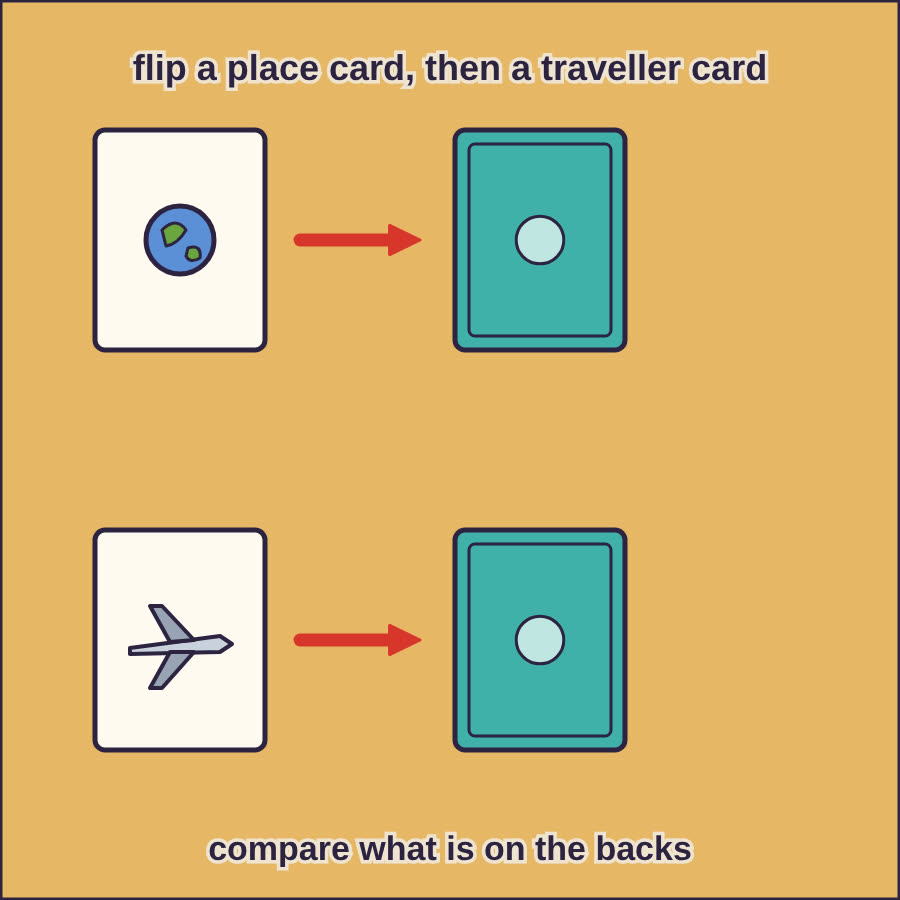 flip a place card, then a traveller card
compare what is on the backs